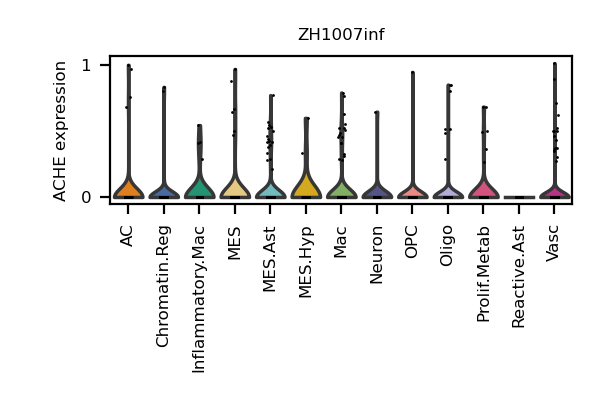 ZH1007inf
ACHE expression
1
0
AC
Chromatin.Reg
Inflammatory.Mac
MES
MES.Ast
MES.Hyp
Mac
Neuron
OPC
Oligo
Prolif.Metab
Reactive.Ast
Vasc